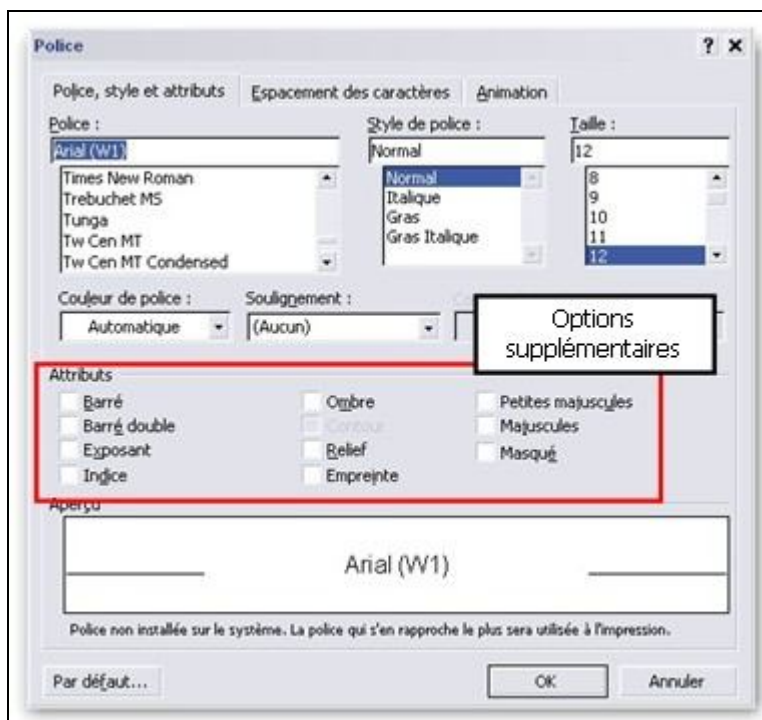 Police
? ×
Police, style et attributs Espacement des caractères Animation
Police : Style de police : Taille :
Arial (W1) Normal 12
Times New Roman Normal 8
Trebuchet MS Italique 9
Tunga Gras 10
Tw Cen MT Gras Italique 11
Tw Cen MT Condensed 12
Couleur de police : Soulignement :
Automatique (Aucun)
Options
supplémentaires
Attributs
Barré Ombre Petites majuscules
Barré double Contour Majuscules
Exposant Relief Masqué
Indice Empreinte
Aperçu
Arial (W1)
Police non installée sur le système. La police qui s'en rapproche le plus sera utilisée à l'impression.
Par défaut... OK Annuler